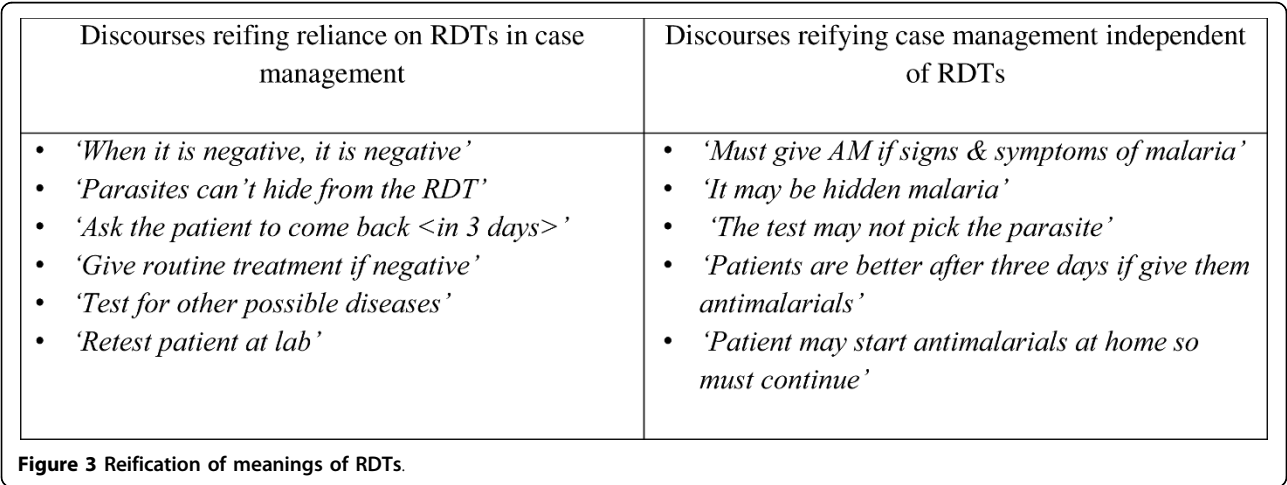 Discourses reifing reliance on RDTs in case
management
Discourses reifying case management independent
of RDTs
• ‘When it is negative, it is negative’
• ‘Parasites can’t hide from the RDT’
• ‘Ask the patient to come back <in 3 days>’
• ‘Give routine treatment if negative’
• ‘Test for other possible diseases’
• ‘Retest patient at lab’
• ‘Must give AM if signs & symptoms of malaria’
• ‘It may be hidden malaria’
• ‘The test may not pick the parasite’
• ‘Patients are better after three days if give them
antimalarials’
• ‘Patient may start antimalarials at home so
must continue’
Figure 3 Reification of meanings of RDTs.